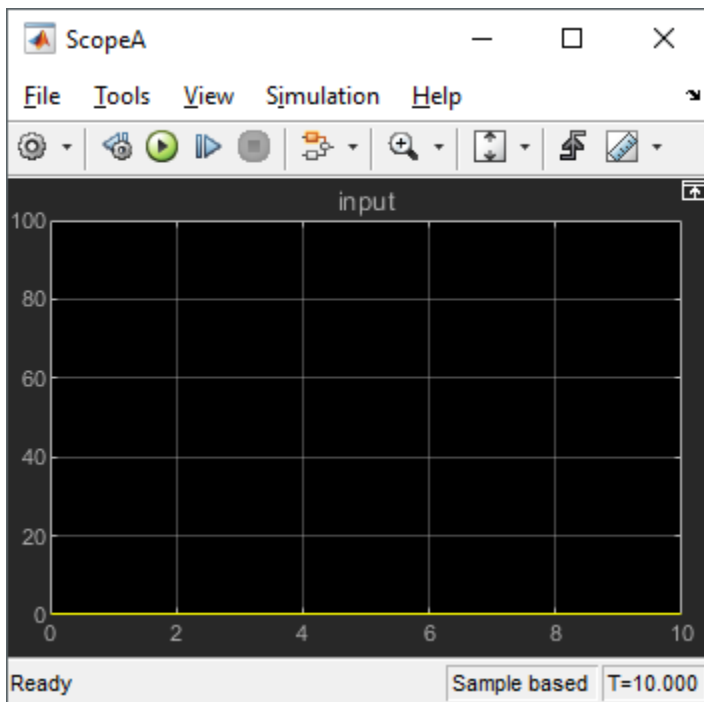 ScopeA
File Tools View Simulation Help
input
100
80
60
40
20
0
0 2 4 6 8 10
Ready Sample based T=10.000